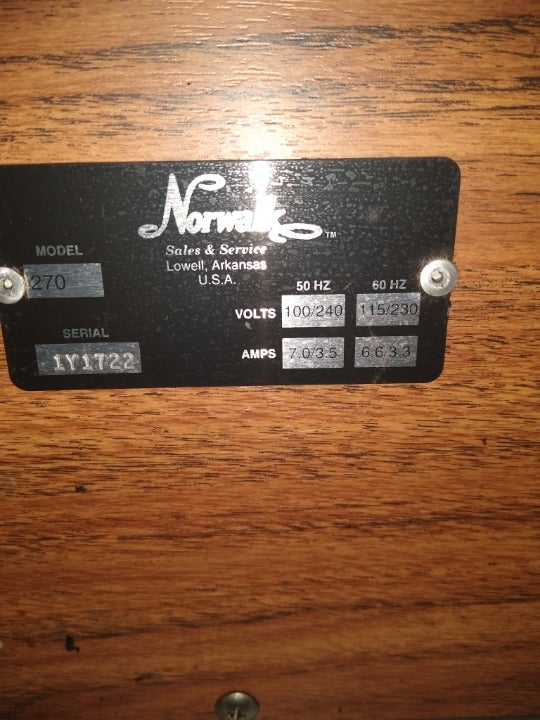 Norwalk ™
Sales & Service
Lowell, Arkansas
U.S.A.
MODEL
270
SERIAL
1Y1722
50 HZ 60 HZ
VOLTS 100/240 115/230
AMPS 7.0/3.5 6.6/3.3